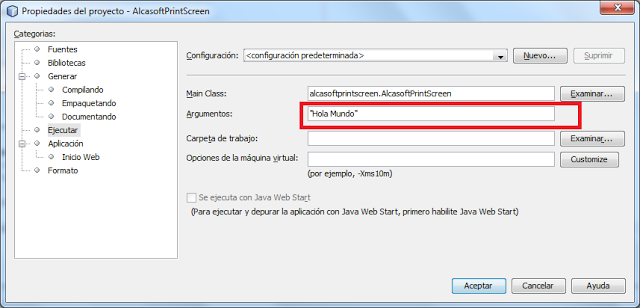 Propiedades del proyecto - AlcasoftPrintScreen
Categorías:
Fuentes
Bibliotecas
Generar
Compilando
Empaquetando
Documentando
Ejecutar
Aplicación
Inicio Web
Formato
Configuración: <configuración predeterminada> Nuevo... Suprimir
Main Class: alcasoftprintscreen.AlcasoftPrintScreen Examinar...
Argumentos: "Hola Mundo"
Carpeta de trabajo: Examinar...
Opciones de la máquina virtual: Customize
(por ejemplo, -Xms10m)
Se ejecuta con Java Web Start
(Para ejecutar y depurar la aplicación con Java Web Start, primero habilite Java Web Start)
Aceptar Cancelar Ayuda